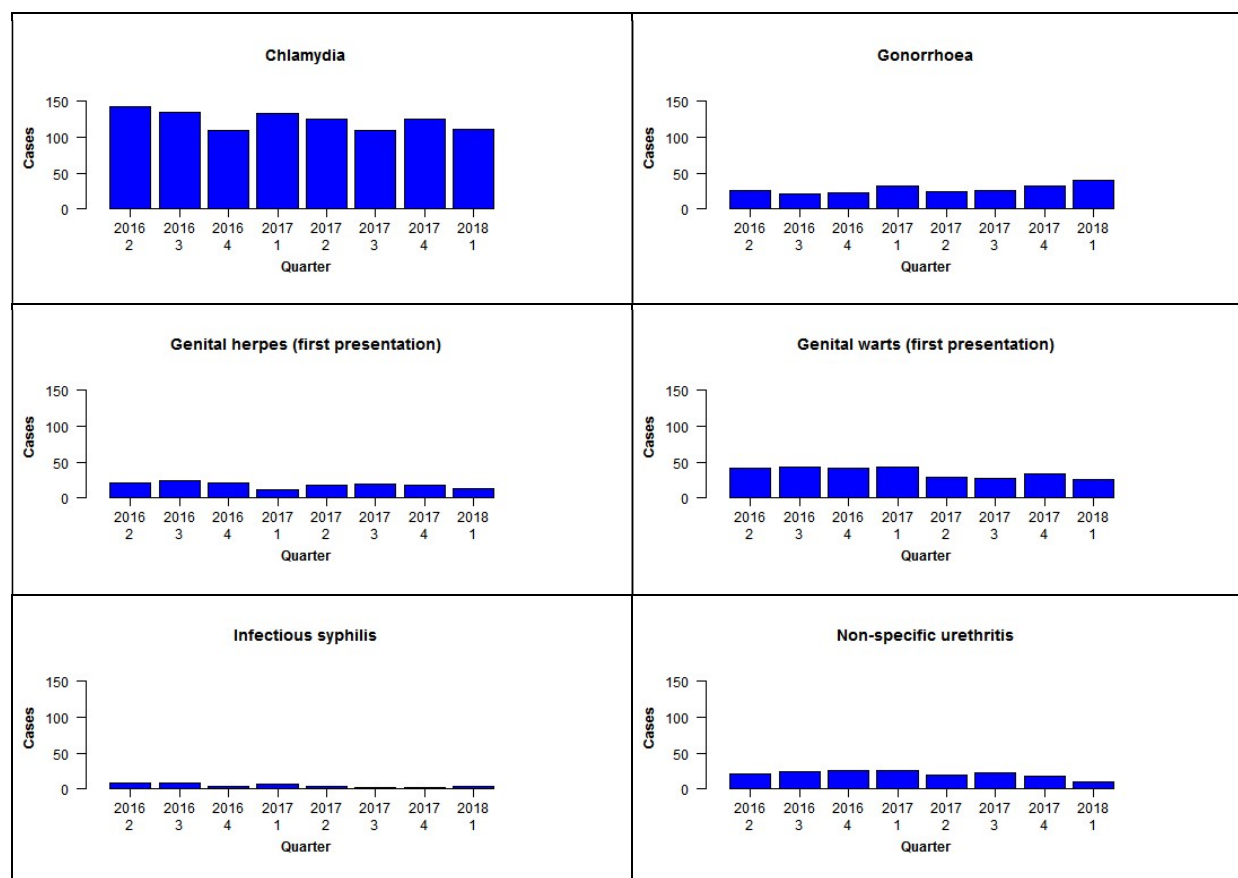 Chlamydia
150
100
50
0
Cases
2016 2016 2016 2017 2017 2017 2017 2018
2 3 4 1 2 3 4 1
Quarter
Gonorrhoea
150
100
50
0
Cases
2016 2016 2016 2017 2017 2017 2017 2018
2 3 4 1 2 3 4 1
Quarter
Genital herpes (first presentation)
150
100
50
0
Cases
2016 2016 2016 2017 2017 2017 2017 2018
2 3 4 1 2 3 4 1
Quarter
Genital warts (first presentation)
150
100
50
0
Cases
2016 2016 2016 2017 2017 2017 2017 2018
2 3 4 1 2 3 4 1
Quarter
Infectious syphilis
150
100
50
0
Cases
2016 2016 2016 2017 2017 2017 2017 2018
2 3 4 1 2 3 4 1
Quarter
Non-specific urethritis
150
100
50
0
Cases
2016 2016 2016 2017 2017 2017 2017 2018
2 3 4 1 2 3 4 1
Quarter